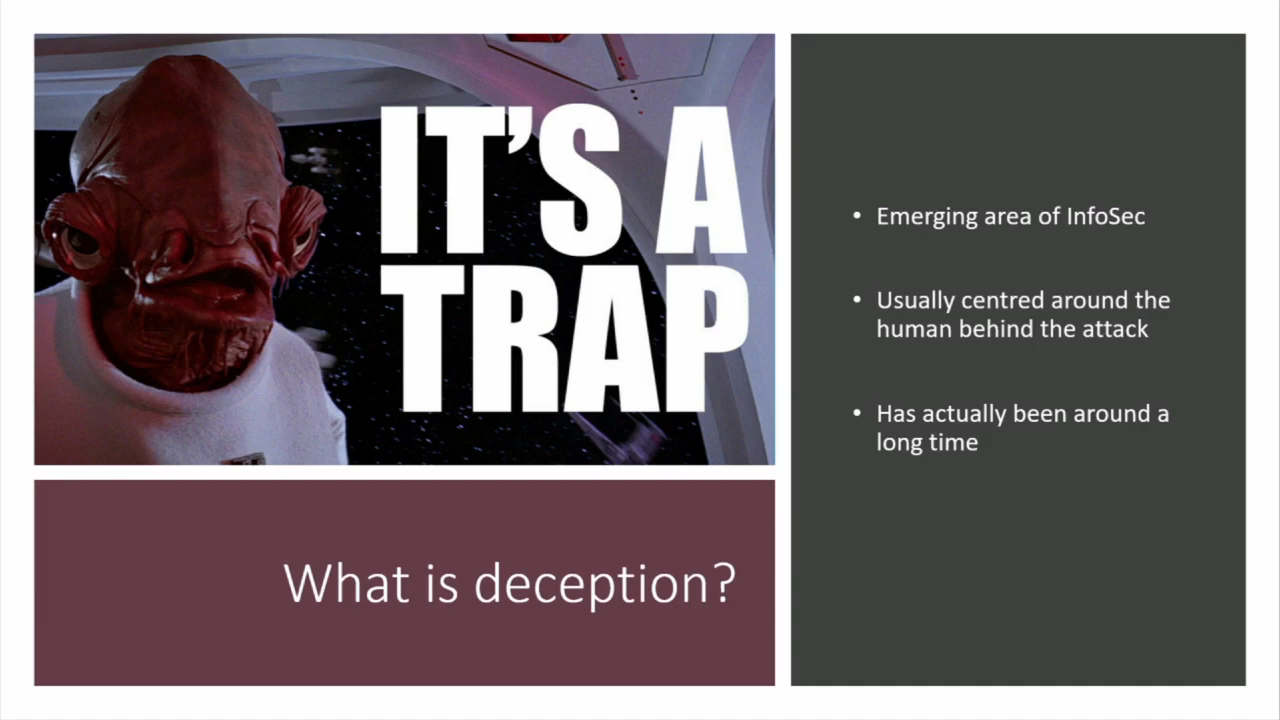 IT'S A
TRAP
What is deception?
• Emerging area of InfoSec
• Usually centred around the
human behind the attack
• Has actually been around a
long time